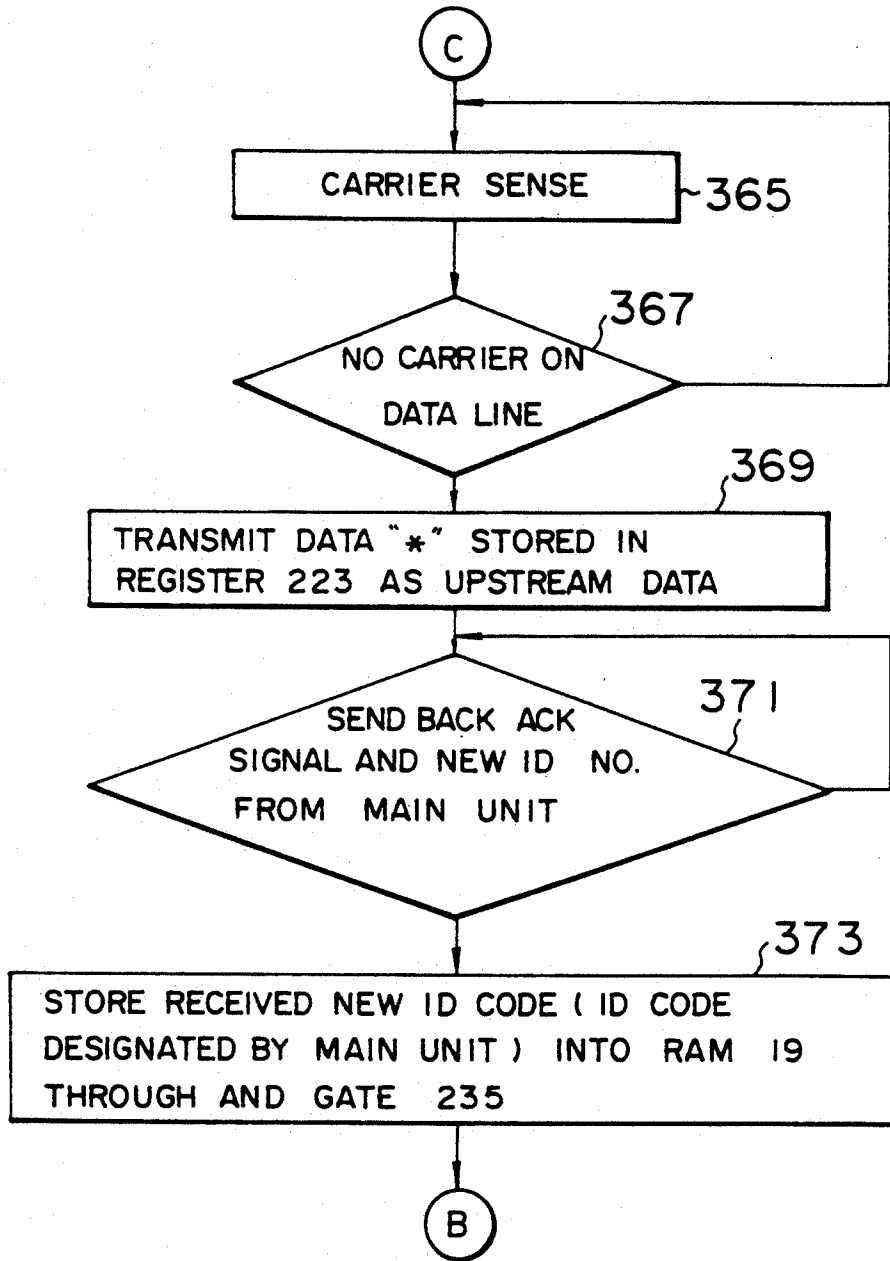 C
CARRIER SENSE
365
367
NO CARRIER ON
DATA LINE
369
TRANSMIT DATA "*" STORED IN
REGISTER 223 AS UPSTREAM DATA
371
SEND BACK ACK
SIGNAL AND NEW ID NO.
FROM MAIN UNIT
373
STORE RECEIVED NEW ID CODE ( ID CODE
DESIGNATED BY MAIN UNIT ) INTO RAM 19
THROUGH AND GATE 235
B